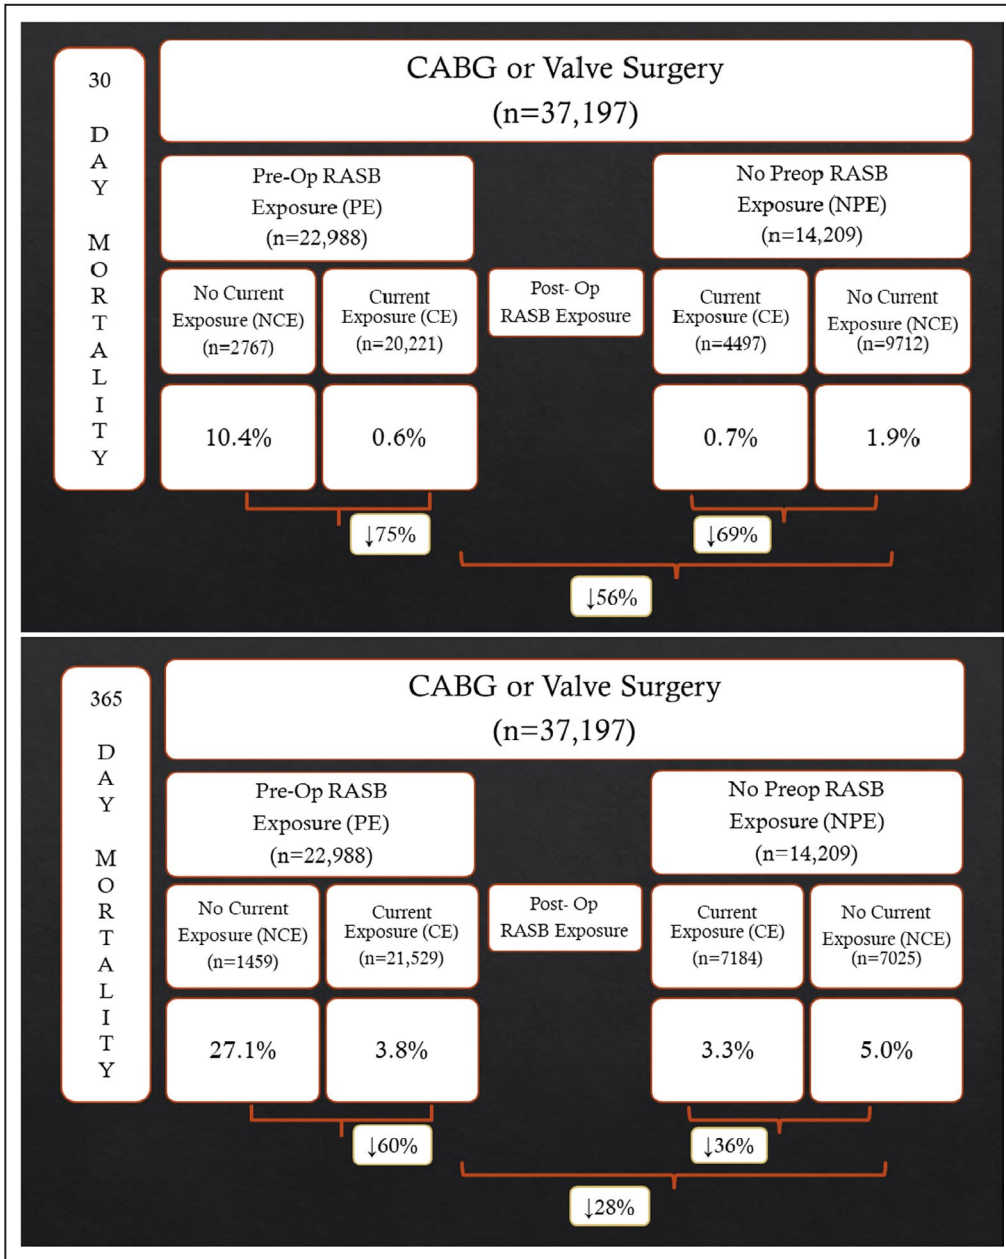 30
DAY
MORTALITY
CABG or Valve Surgery
(n=37,197)
Pre-Op RASB
Exposure (PE)
(n=22,988)
No Preop RASB
Exposure (NPE)
(n=14,209)
No Current
Exposure (NCE)
(n=2767)
Current
Exposure (CE)
(n=20,221)
Post- Op
RASB Exposure
Current
Exposure (CE)
(n=4497)
No Current
Exposure (NCE)
(n=9712)
10.4%
0.6%
0.7%
1.9%
↓75%
↓69%
↓56%
365
DAY
MORTALITY
CABG or Valve Surgery
(n=37,197)
Pre-Op RASB
Exposure (PE)
(n=22,988)
No Preop RASB
Exposure (NPE)
(n=14,209)
No Current
Exposure (NCE)
(n=1459)
Current
Exposure (CE)
(n=21,529)
Post- Op
RASB Exposure
Current
Exposure (CE)
(n=7184)
No Current
Exposure (NCE)
(n=7025)
27.1%
3.8%
3.3%
5.0%
↓60%
↓36%
↓28%